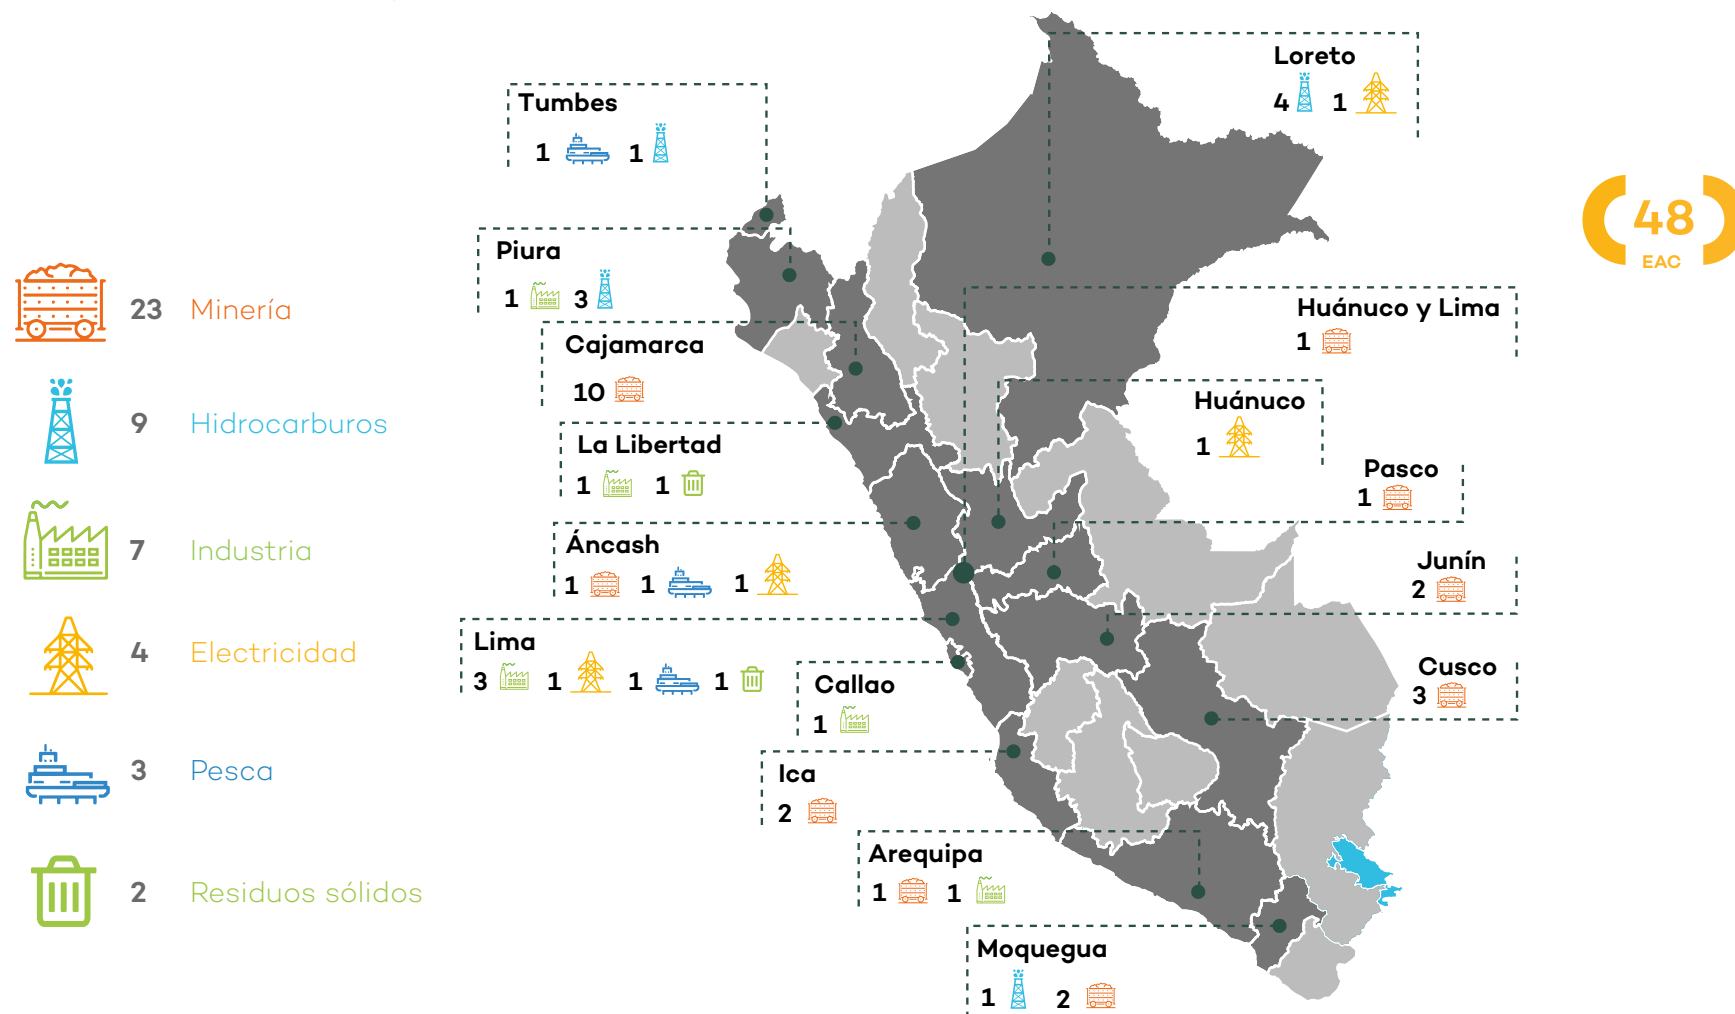 23 Minería
9 Hidrocarburos
7 Industria
4 Electricidad
3 Pesca
2 Residuos sólidos
Tumbes
1 1
Piura
1 3
Cajamarca
10
La Libertad
1 1
Áncash
1 1 1
Lima
3 1 1 1
Callao
1
Ica
2
Arequipa
1 1
Moquegua
1 2
Loreto
4 1
Huánuco y Lima
1
Huánuco
1
Pasco
1
Junín
2
Cusco
3
48
EAC